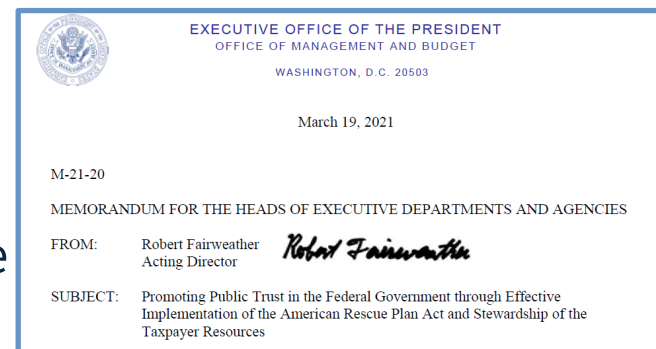 EXECUTIVE OFFICE OF THE PRESIDENT
OFFICE OF MANAGEMENT AND BUDGET
WASHINGTON, D.C. 20503
March 19, 2021
M-21-20
MEMORANDUM FOR THE HEADS OF EXECUTIVE DEPARTMENTS AND AGENCIES
FROM: Robert Fairweather Robert Fairweather
Acting Director
SUBJECT: Promoting Public Trust in the Federal Government through Effective
Implementation of the American Rescue Plan Act and Stewardship of the
Taxpayer Resources